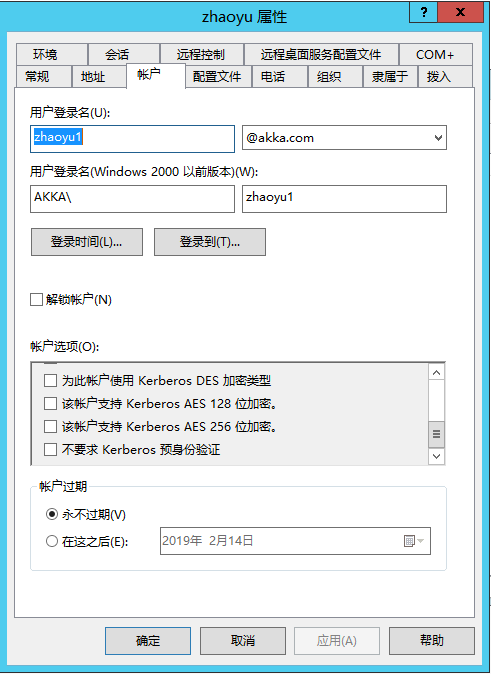 zhaoyu 属性
? x
环境 会话 远程控制 远程桌面服务配置文件 COM+
常规 地址 帐户 配置文件 电话 组织 隶属于 拨入
用户登录名(U):
zhaoyu1 @akka.com
用户登录名(Windows 2000 以前版本)(W):
AKKA\ zhaoyu1
登录时间(L)... 登录到(T)...
解锁帐户(N)
帐户选项(O):
为此帐户使用 Kerberos DES 加密类型
该帐户支持 Kerberos AES 128 位加密。
该帐户支持 Kerberos AES 256 位加密。
不要求 Kerberos 预身份验证
帐户过期
永不过期(V)
在这之后(E): 2019年 2月14日
确定 取消 应用(A) 帮助